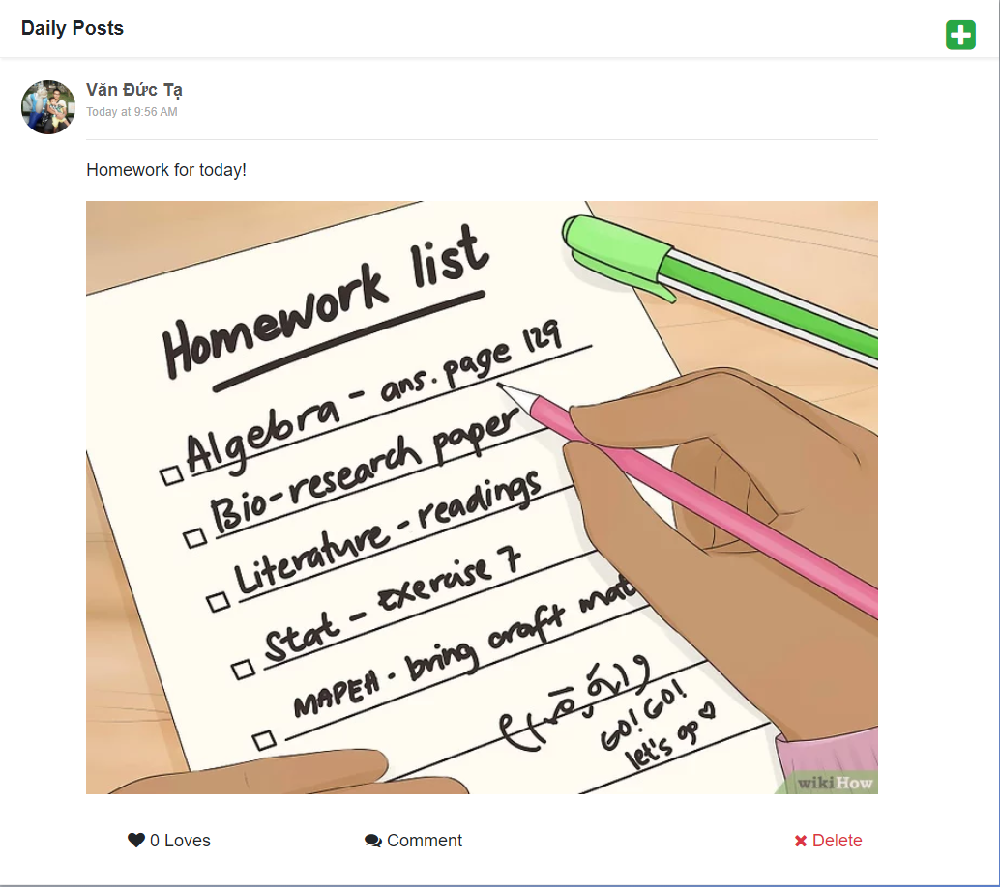 Daily Posts
Văn Đức Tạ
Today at 9:56 AM
Homework for today!
Homework list
Algebra - ans. page 129
Bio-research paper
Literature - readings
Stat - Exercise 7
MAPEH - bring craft mat
GO! GO!
let's go ♡
wikiHow
0 Loves
Comment
Delete